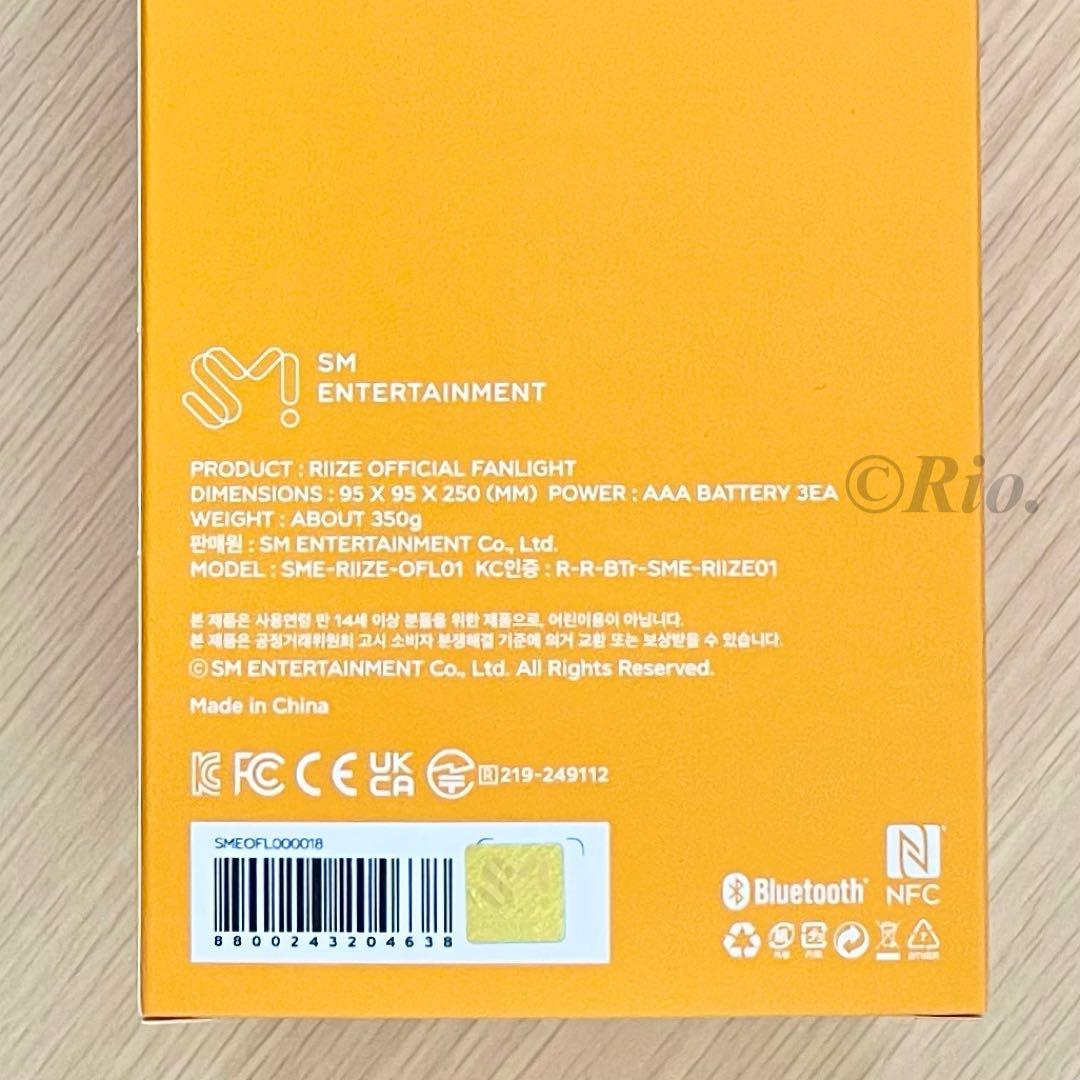 SM
ENTERTAINMENT
PRODUCT : RIIZE OFFICIAL FANLIGHT
DIMENSIONS : 95 X 95 X 250 (MM) POWER : AAA BATTERY 3EA
©Rio.
WEIGHT : ABOUT 350g
판매원 : SM ENTERTAINMENT Co., Ltd.
MODEL : SME-RIIZE-OFL01 KC인증 : R-R-BTr-SME-RIIZE01
본 제품은 사용연령 만 14세 이상 분들을 위한 제품으로, 어린이용이 아닙니다.
본 제품은 공정거래위원회 고시 소비자 분쟁해결 기준에 의거 교환 또는 보상받을 수 있습니다.
© SM ENTERTAINMENT Co., Ltd. All Rights Reserved.
Made in China
FC CE UK CA R 219-249112
SMEOFL000018
8800243204638
Bluetooth®
NFC
OTHER